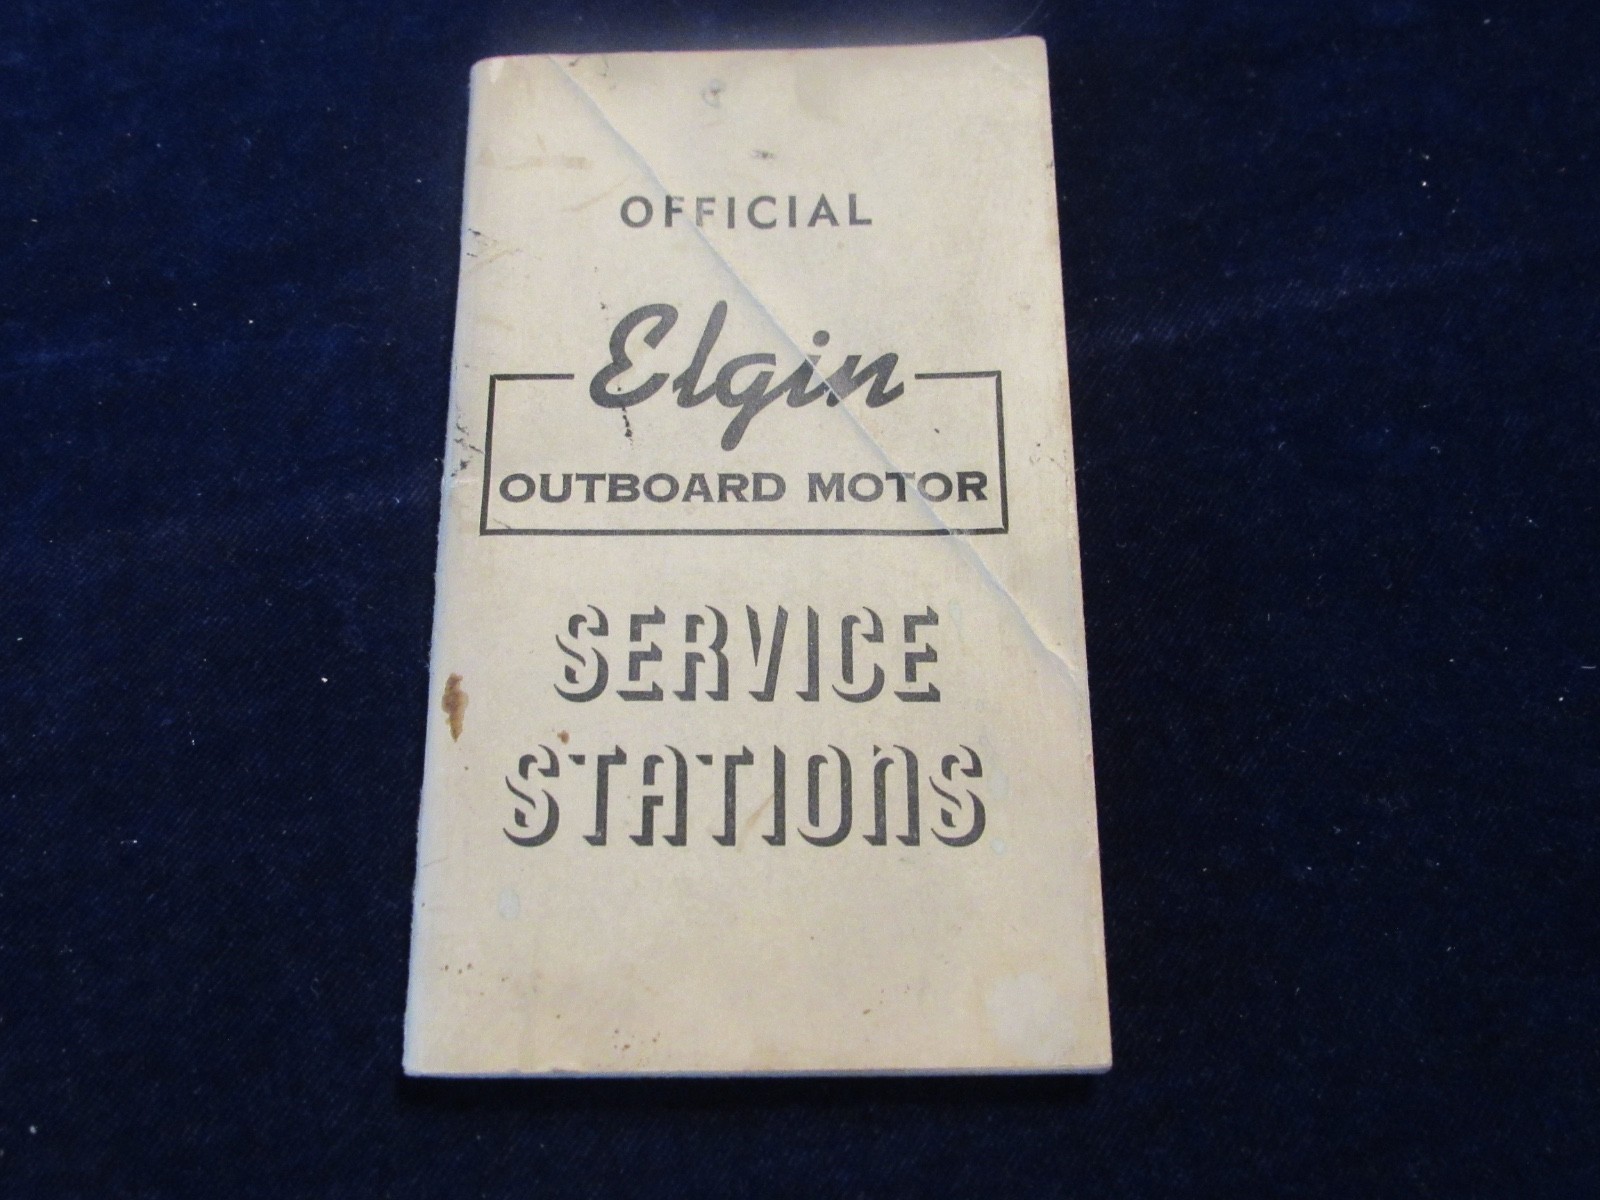 OFFICIAL
Elgin
OUTBOARD MOTOR
SERVICE
STATIONS